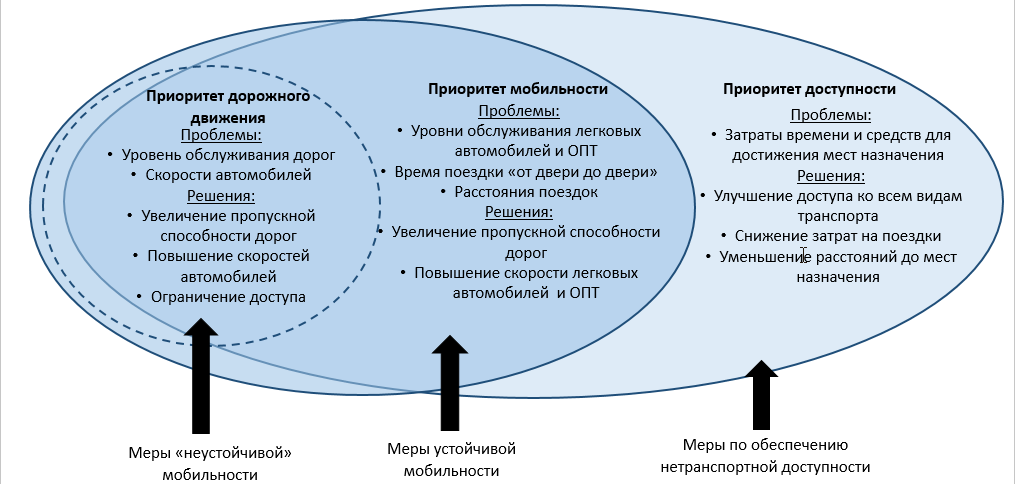 Приоритет дорожного
движения
Проблемы:
• Уровень обслуживания дорог
• Скорости автомобилей
Решения:
• Увеличение пропускной
способности дорог
• Повышение скоростей
автомобилей
• Ограничение доступа
Приоритет мобильности
Проблемы:
• Уровни обслуживания легковых
автомобилей и ОПТ
• Время поездки «от двери до двери»
• Расстояния поездок
Решения:
• Увеличение пропускной способности
дорог
• Повышение скорости легковых
автомобилей и ОПТ
Приоритет доступности
Проблемы:
• Затраты времени и средств для
достижения мест назначения
Решения:
• Улучшение доступа ко всем видам
транспорта
• Снижение затрат на поездки
• Уменьшение расстояний до мест
назначения
Меры «неустойчивой»
мобильности
Меры устойчивой
мобильности
Меры по обеспечению
нетранспортной доступности